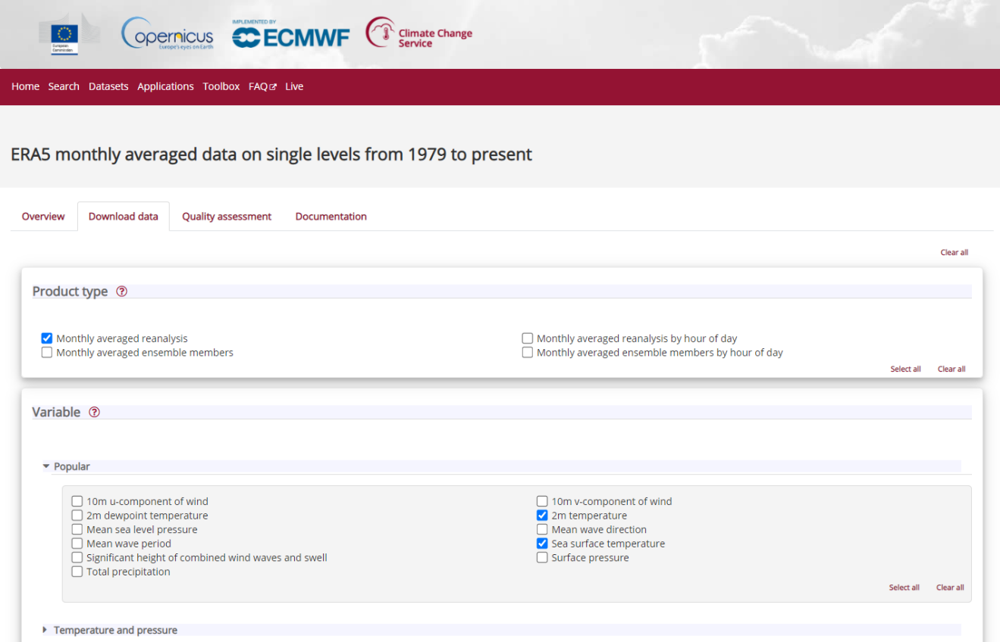 European
Commission
opernicus
Europe's eyes on Earth
IMPLEMENTED BY
ECMWF
Climate Change
Service
Home Search Datasets Applications Toolbox FAQ Live
ERA5 monthly averaged data on single levels from 1979 to present
Overview Download data Quality assessment Documentation
Clear all
Product type ?
Monthly averaged reanalysis Monthly averaged reanalysis by hour of day
Monthly averaged ensemble members Monthly averaged ensemble members by hour of day
Select all Clear all
Variable ?
Popular
10m u-component of wind 10m v-component of wind
2m dewpoint temperature 2m temperature
Mean sea level pressure Mean wave direction
Mean wave period Sea surface temperature
Significant height of combined wind waves and swell Surface pressure
Total precipitation
Select all Clear all
Temperature and pressure